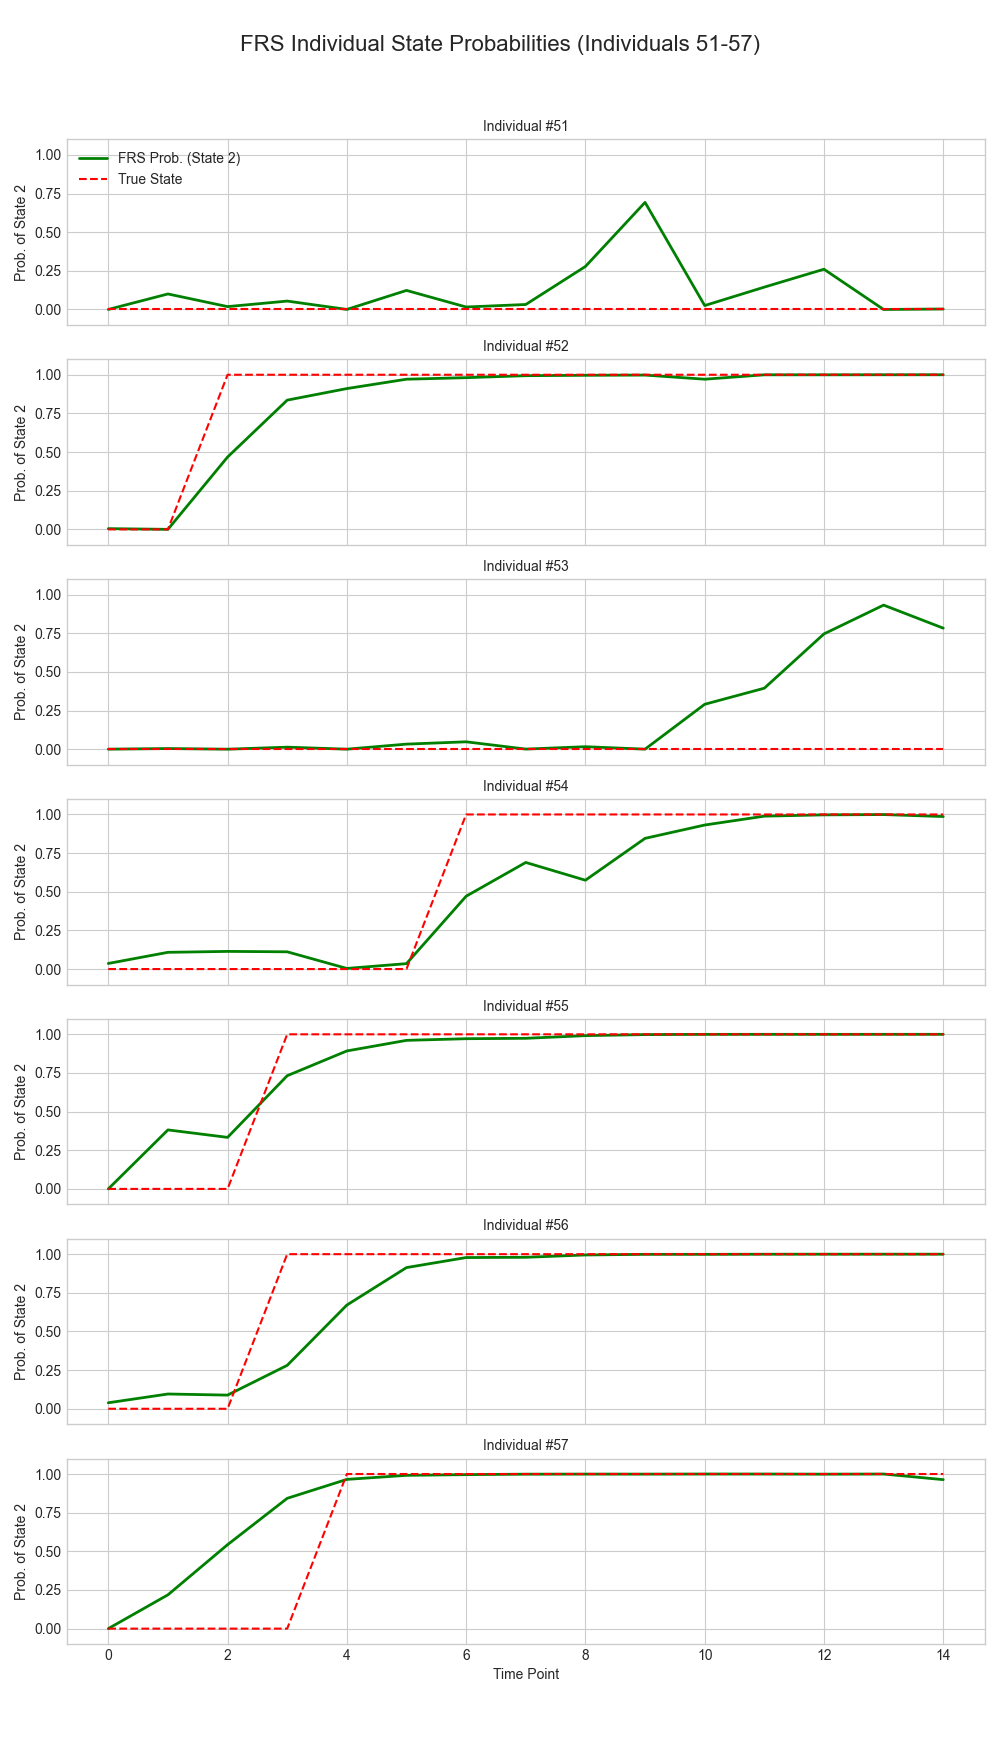 FRS Individual State Probabilities (Individuals 51-57)
Individual #51
1.00
0.75
0.50
0.25
0.00
Prob. of State 2
FRS Prob. (State 2)
True State
Individual #52
1.00
0.75
0.50
0.25
0.00
Prob. of State 2
Individual #53
1.00
0.75
0.50
0.25
0.00
Prob. of State 2
Individual #54
1.00
0.75
0.50
0.25
0.00
Prob. of State 2
Individual #55
1.00
0.75
0.50
0.25
0.00
Prob. of State 2
Individual #56
1.00
0.75
0.50
0.25
0.00
Prob. of State 2
Individual #57
1.00
0.75
0.50
0.25
0.00
Prob. of State 2
0 2 4 6 8 10 12 14
Time Point